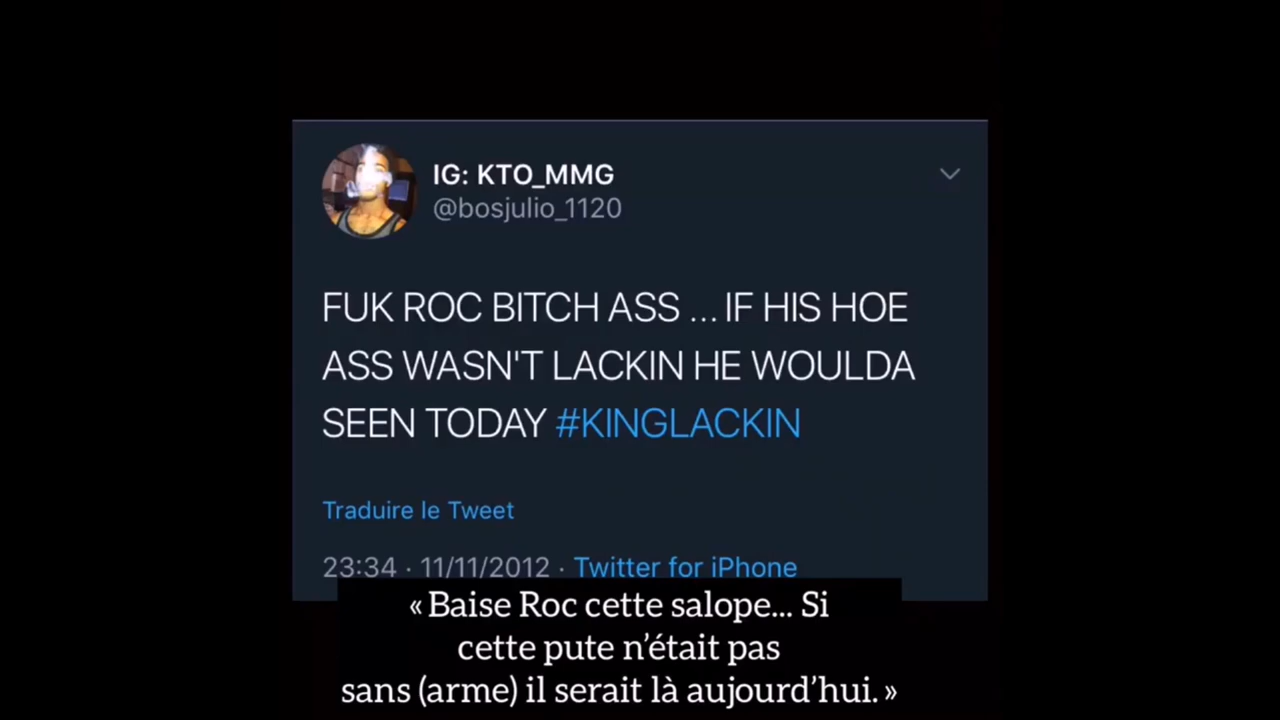 IG: KTO_MMG
@bosjulio_1120
FUK ROC BITCH ASS ... IF HIS HOE
ASS WASN'T LACKIN HE WOULDA
SEEN TODAY #KINGLACKIN
Traduire le Tweet
23:34 · 11/11/2012 · Twitter for iPhone
« Baise Roc cette salope... Si
cette pute n’était pas
sans (arme) il serait là aujourd’hui. »